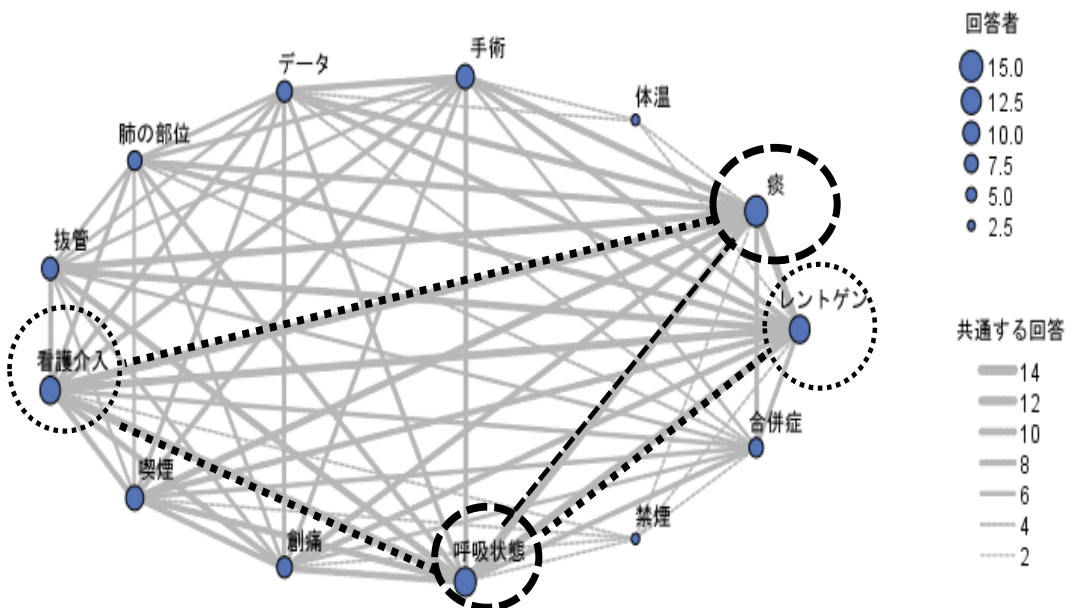 手術
データ
体温
肺の部位
痰
抜管
レントゲン
看護介入
合併症
喫煙
禁煙
創痛
呼吸状態
回答者
15.0
12.5
10.0
7.5
5.0
2.5
共通する回答
14
12
10
8
6
4
2